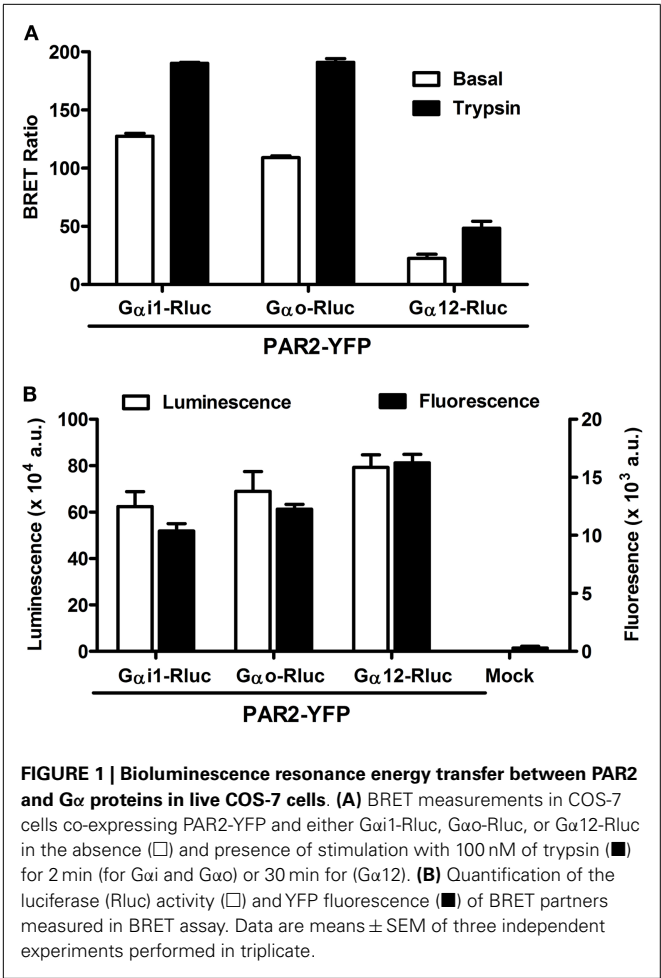 A
200
150
100
50
0
BRET Ratio
Basal
Trypsin
Gαi1-Rluc Gαo-Rluc Gα12-Rluc
PAR2-YFP
B
Luminescence Fluorescence
100
80
60
40
20
0
Luminescence (x 10⁴ a.u.)
20
15
10
5
0
Fluoresence (x 10³ a.u.)
Gαi1-Rluc Gαo-Rluc Gα12-Rluc Mock
PAR2-YFP
FIGURE 1 | Bioluminescence resonance energy transfer between PAR2
and Gα proteins in live COS-7 cells. (A) BRET measurements in COS-7
cells co-expressing PAR2-YFP and either Gαi1-Rluc, Gαo-Rluc, or Gα12-Rluc
in the absence (□) and presence of stimulation with 100 nM of trypsin (■)
for 2 min (for Gαi and Gαo) or 30 min for (Gα12). (B) Quantification of the
luciferase (Rluc) activity (□) and YFP fluorescence (■) of BRET partners
measured in BRET assay. Data are means ± SEM of three independent
experiments performed in triplicate.